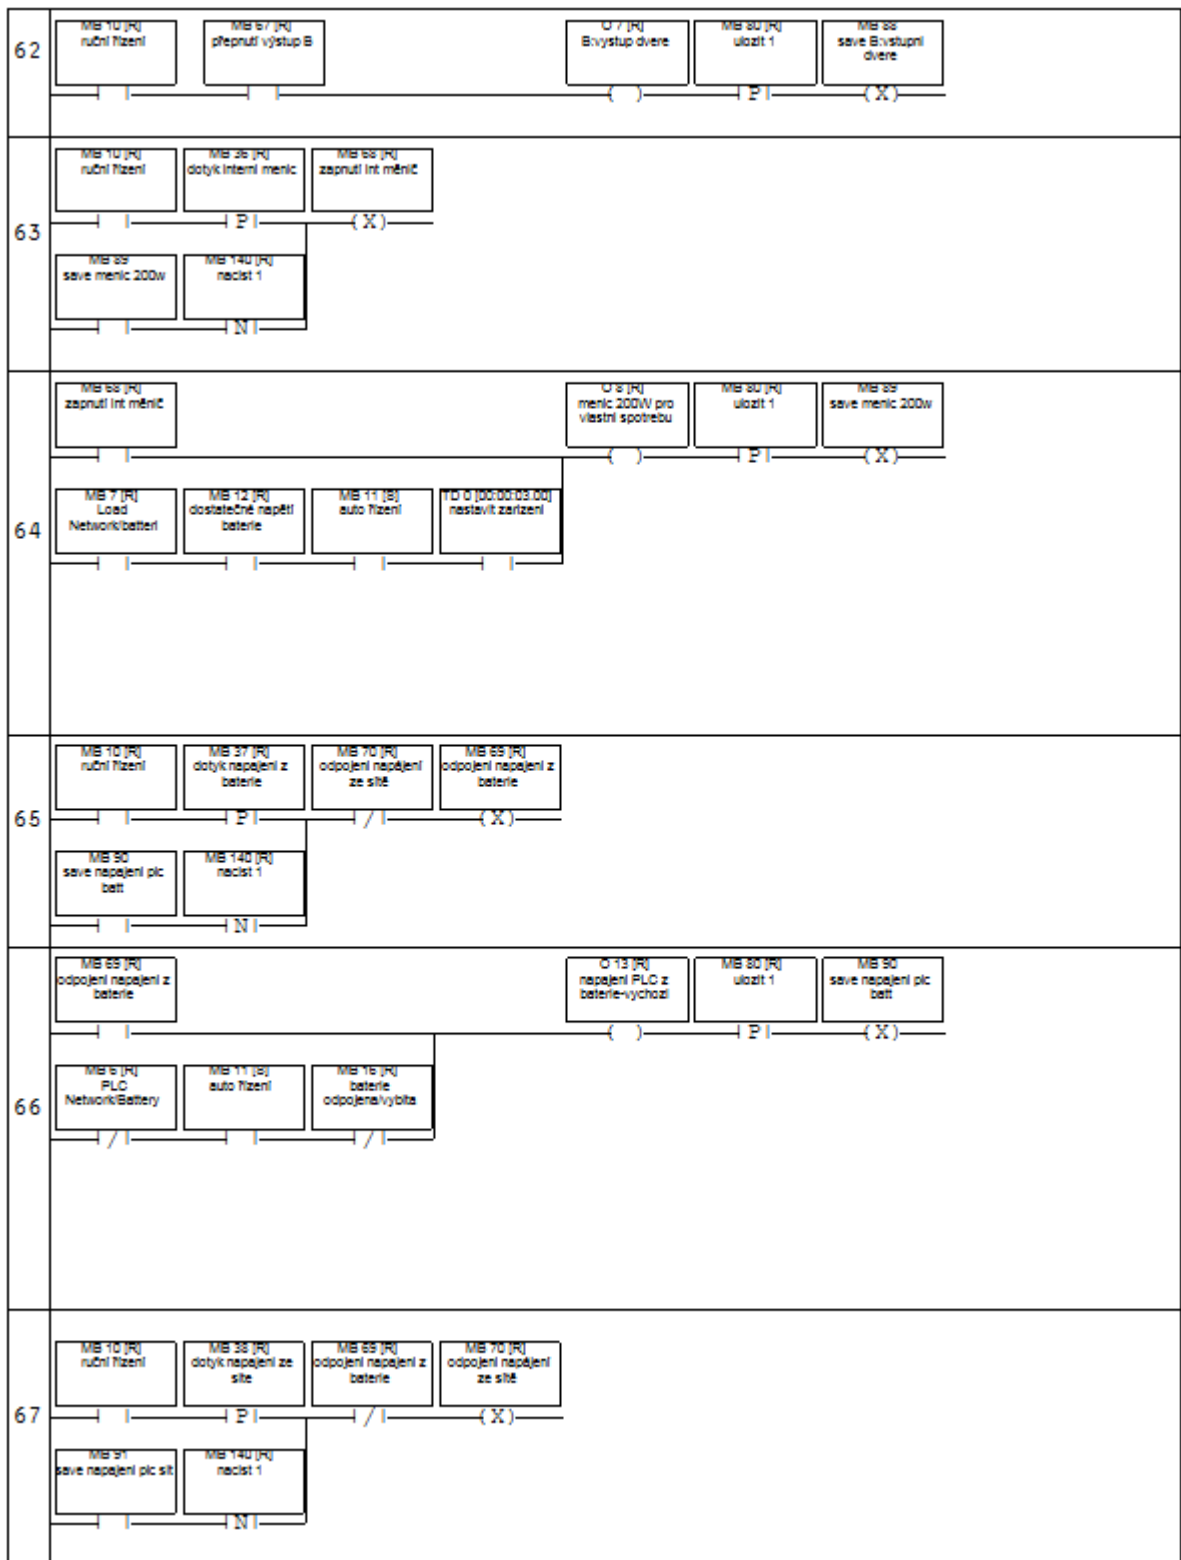 62
MB 10 [R]
ruční řízení
MB 67 [R]
přepnutí výstup B
O 7 [R]
B:vystup dvere
MB 80 [R]
ulozit 1
MB 88
save B:vstupni
dvere
( )
P
(X)
63
MB 10 [R]
ruční řízení
MB 36 [R]
dotyk interni menic
MB 68 [R]
zapnutí int měnič
P
(X)
MB 89
save menic 200w
MB 140 [R]
nacist 1
N
64
MB 68 [R]
zapnutí int měnič
O 8 [R]
menic 200W pro
vlastni spotrebu
MB 80 [R]
ulozit 1
MB 89
save menic 200w
( )
P
(X)
MB 7 [R]
Load
Network/batteri
MB 12 [R]
dostatečné napětí
baterie
MB 11 [S]
auto řízení
TD 0 [00:00:03.00]
nastavit zarizeni
65
MB 10 [R]
ruční řízení
MB 37 [R]
dotyk napajeni z
baterie
MB 70 [R]
odpojeni napájení
ze sítě
MB 69 [R]
odpojeni napajeni z
baterie
P
/
(X)
MB 90
save napajeni plc
batt
MB 140 [R]
nacist 1
N
66
MB 69 [R]
odpojeni napajeni z
baterie
O 13 [R]
napajeni PLC z
baterie-vychozi
MB 80 [R]
ulozit 1
MB 90
save napajeni plc
batt
( )
P
(X)
MB 6 [R]
PLC
Network/Battery
MB 11 [S]
auto řízení
MB 16 [R]
baterie
odpojena/vybita
/
/
67
MB 10 [R]
ruční řízení
MB 38 [R]
dotyk napajeni ze
site
MB 69 [R]
odpojeni napajeni z
baterie
MB 70 [R]
odpojeni napájení
ze sítě
P
/
(X)
MB 91
save napajeni plc sit
MB 140 [R]
nacist 1
N